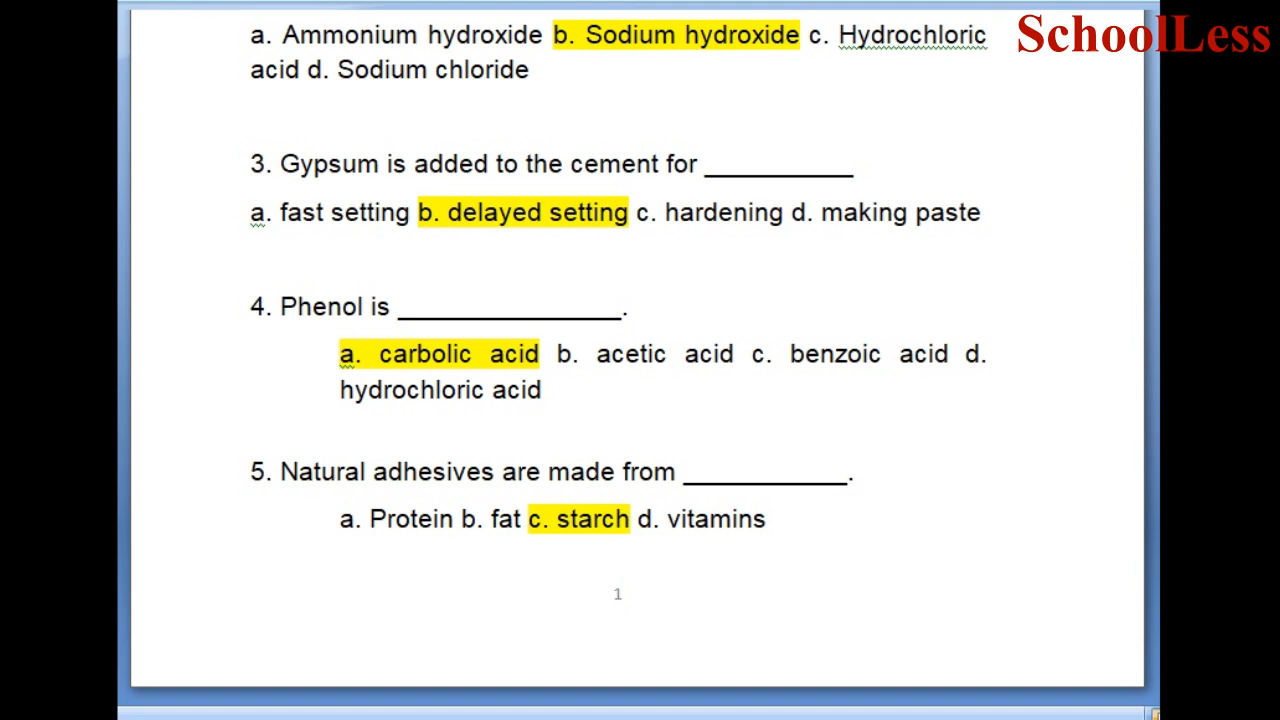 SchoolLess
a. Ammonium hydroxide b. Sodium hydroxide c. Hydrochloric
acid d. Sodium chloride
3. Gypsum is added to the cement for __________
a. fast setting b. delayed setting c. hardening d. making paste
4. Phenol is _______________.
a. carbolic acid b. acetic acid c. benzoic acid d.
hydrochloric acid
5. Natural adhesives are made from ___________.
a. Protein b. fat c. starch d. vitamins
1